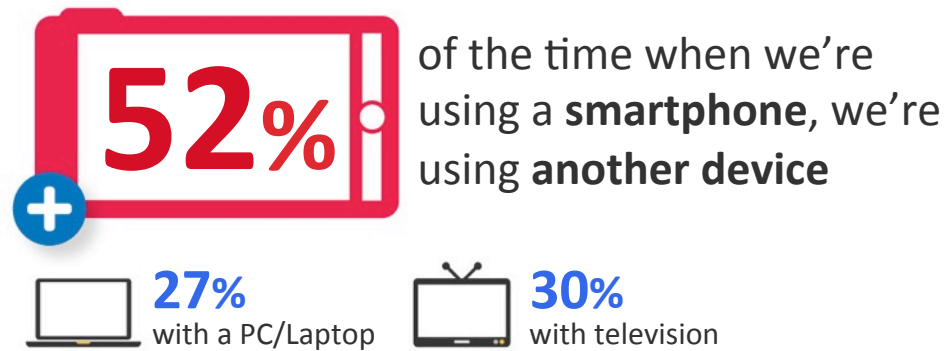 52%
of the time when we’re
using a smartphone, we’re
using another device
27%
with a PC/Laptop
30%
with television